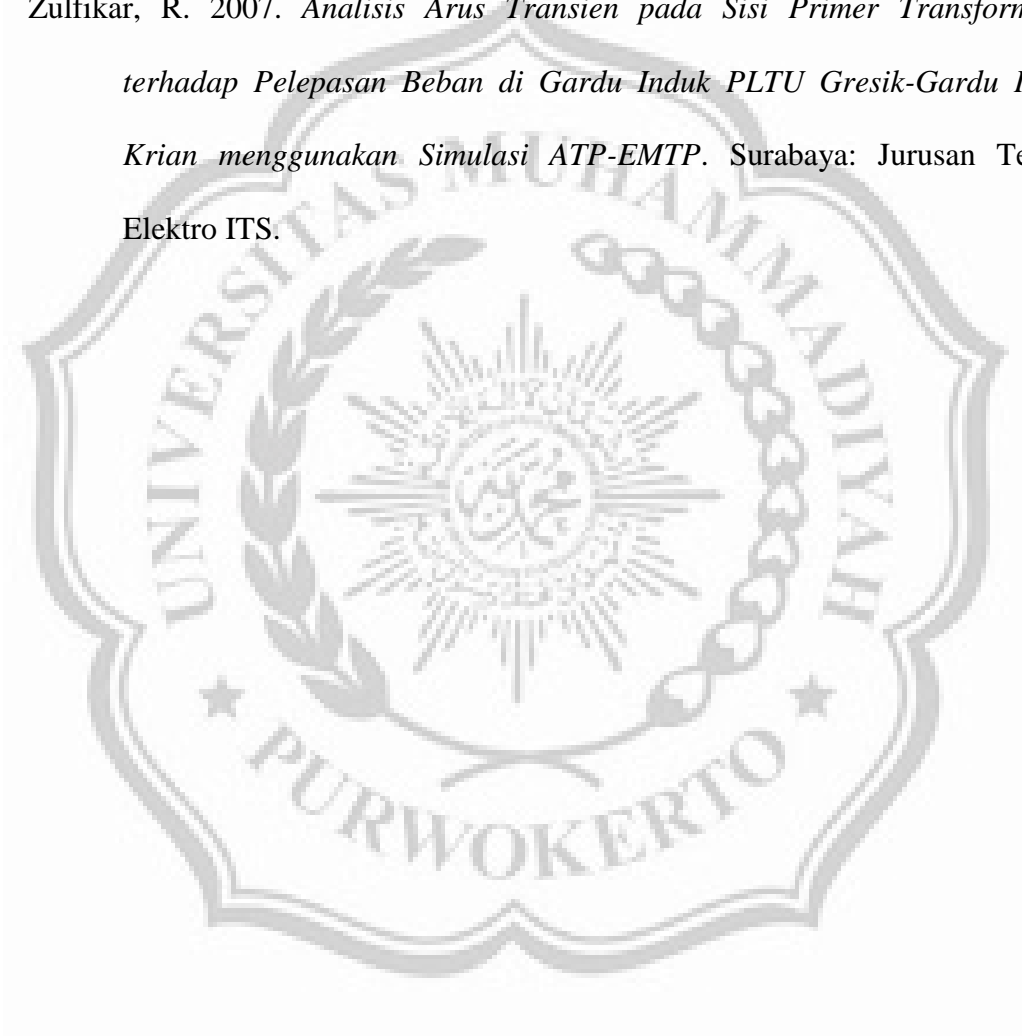 Zulfikar, R. 2007. Analisis Arus Transien pada Sisi Primer Transform
terhadap Pelepasan Beban di Gardu Induk PLTU Gresik-Gardu I
Krian menggunakan Simulasi ATP-EMTP. Surabaya: Jurusan Te
Elektro ITS.
UNIVERSITAS MUHAMMADIYAH
PURWOKERTO